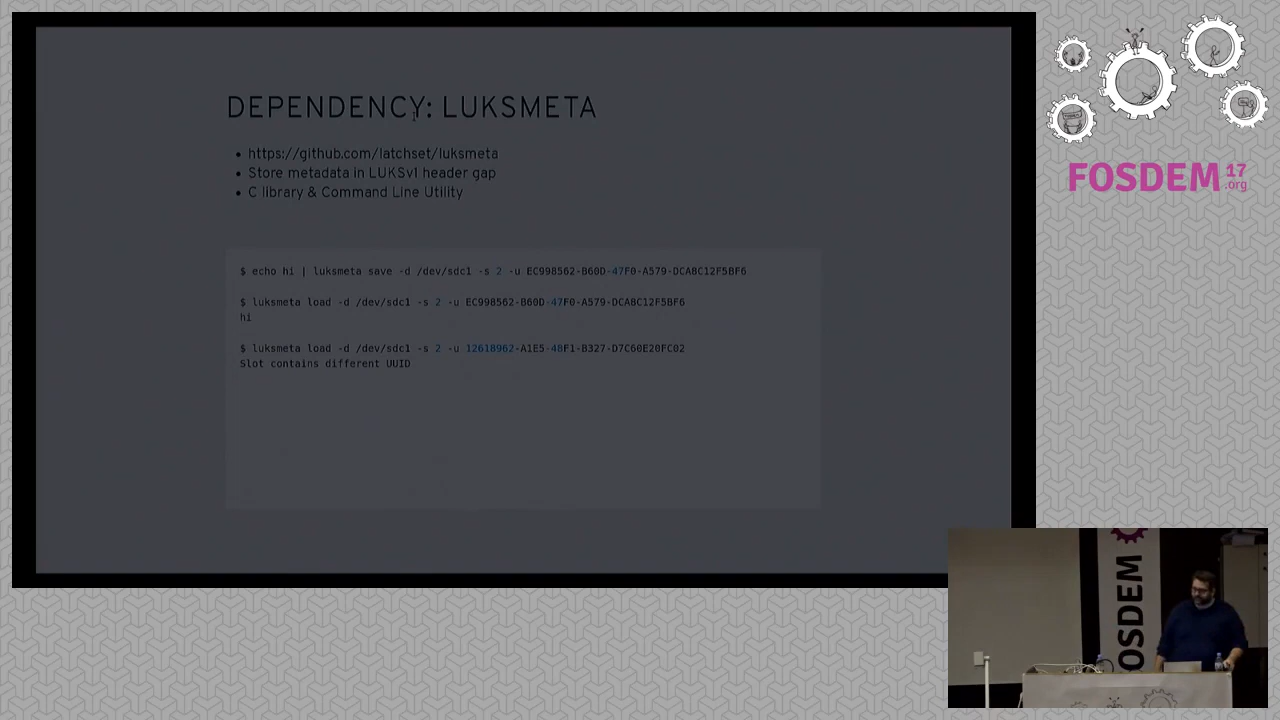 DEPENDENCY: LUKSMETA
https://github.com/latchset/luksmeta
Store metadata in LUKSv1 header gap
C library & Command Line Utility
$ echo hi | luksmeta save -d /dev/sdc1 -s 2 -u EC998562-B60D-47F0-A579-DCA8C12F5BF6
$ luksmeta load -d /dev/sdc1 -s 2 -u EC998562-B60D-47F0-A579-DCA8C12F5BF6
hi
$ luksmeta load -d /dev/sdc1 -s 2 -u 12618962-A1E5-48F1-B327-D7C60E20FC02
Slot contains different UUID
FOSDEM 17
.org
OSDEM